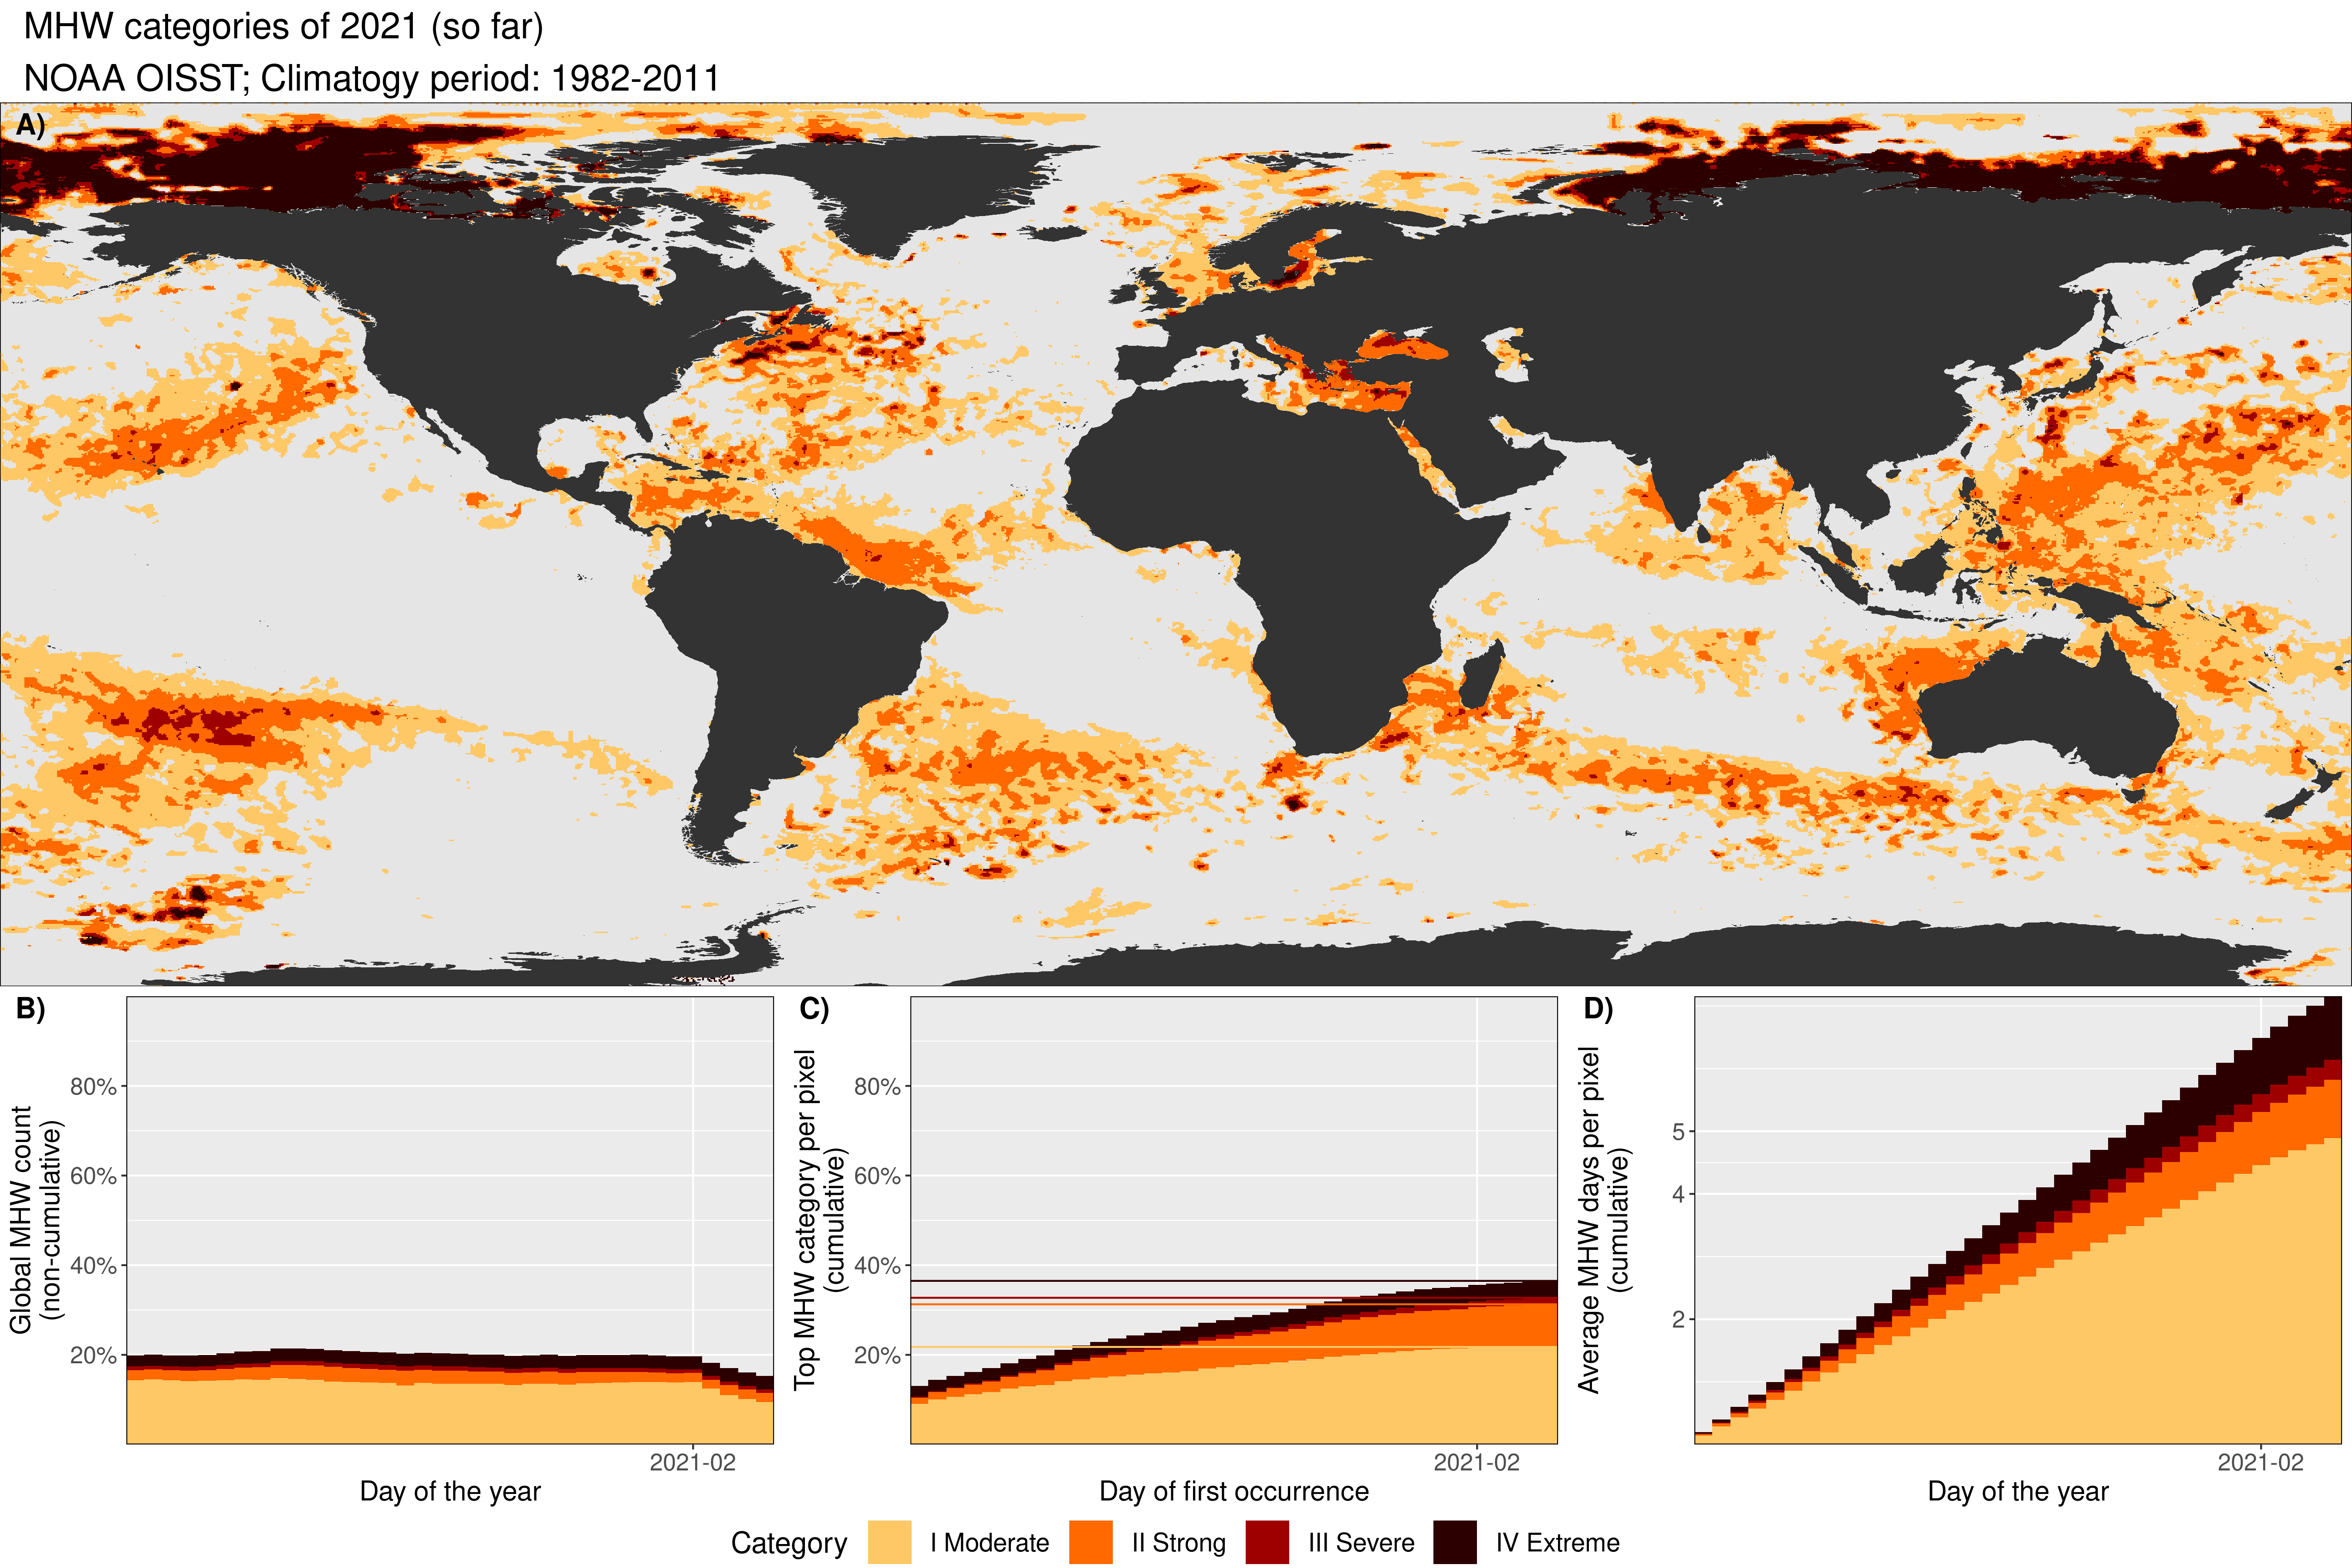 MHW categories of 2021 (so far)
NOAA OISST; Climatogy period: 1982-2011
A)
B)
Global MHW count
(non-cumulative)
80%
60%
40%
20%
2021-02
Day of the year
C)
Top MHW category per pixel
(cumulative)
80%
60%
40%
20%
2021-02
Day of first occurrence
D)
Average MHW days per pixel
(cumulative)
5
4
2
2021-02
Day of the year
Category
I Moderate
II Strong
III Severe
IV Extreme